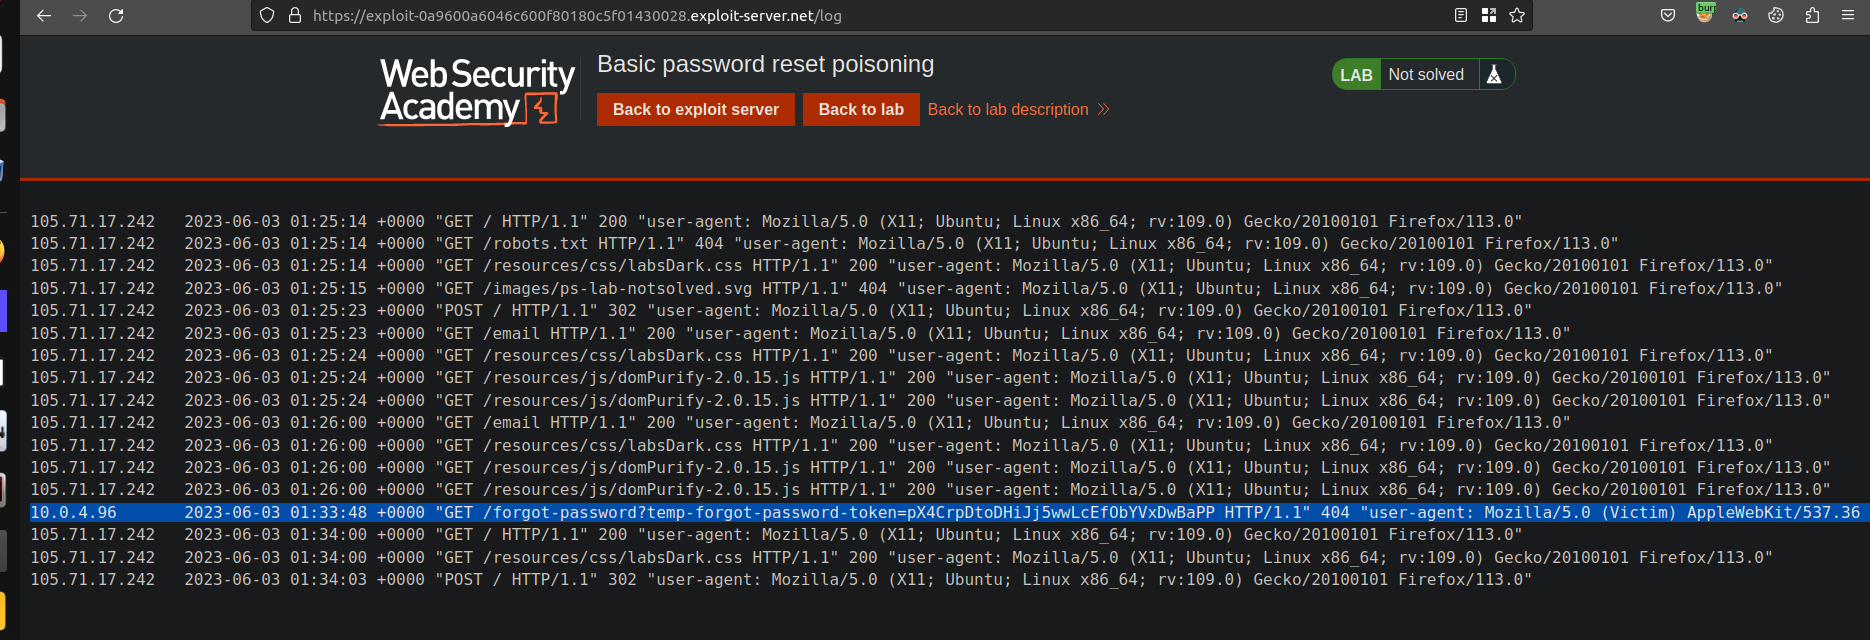 https://exploit-0a9600a6046c600f80180c5f01430028.exploit-server.net/log
burp
Web Security
Academy
Basic password reset poisoning
LAB Not solved
Back to exploit server Back to lab Back to lab description
105.71.17.242 2023-06-03 01:25:14 +0000 "GET / HTTP/1.1" 200 "user-agent: Mozilla/5.0 (X11; Ubuntu; Linux x86_64; rv:109.0) Gecko/20100101 Firefox/113.0"
105.71.17.242 2023-06-03 01:25:14 +0000 "GET /robots.txt HTTP/1.1" 404 "user-agent: Mozilla/5.0 (X11; Ubuntu; Linux x86_64; rv:109.0) Gecko/20100101 Firefox/113.0"
105.71.17.242 2023-06-03 01:25:14 +0000 "GET /resources/css/labsDark.css HTTP/1.1" 200 "user-agent: Mozilla/5.0 (X11; Ubuntu; Linux x86_64; rv:109.0) Gecko/20100101 Firefox/113.0"
105.71.17.242 2023-06-03 01:25:15 +0000 "GET /images/ps-lab-notsolved.svg HTTP/1.1" 404 "user-agent: Mozilla/5.0 (X11; Ubuntu; Linux x86_64; rv:109.0) Gecko/20100101 Firefox/113.0"
105.71.17.242 2023-06-03 01:25:23 +0000 "POST / HTTP/1.1" 302 "user-agent: Mozilla/5.0 (X11; Ubuntu; Linux x86_64; rv:109.0) Gecko/20100101 Firefox/113.0"
105.71.17.242 2023-06-03 01:25:23 +0000 "GET /email HTTP/1.1" 200 "user-agent: Mozilla/5.0 (X11; Ubuntu; Linux x86_64; rv:109.0) Gecko/20100101 Firefox/113.0"
105.71.17.242 2023-06-03 01:25:24 +0000 "GET /resources/css/labsDark.css HTTP/1.1" 200 "user-agent: Mozilla/5.0 (X11; Ubuntu; Linux x86_64; rv:109.0) Gecko/20100101 Firefox/113.0"
105.71.17.242 2023-06-03 01:25:24 +0000 "GET /resources/js/domPurify-2.0.15.js HTTP/1.1" 200 "user-agent: Mozilla/5.0 (X11; Ubuntu; Linux x86_64; rv:109.0) Gecko/20100101 Firefox/113.0"
105.71.17.242 2023-06-03 01:25:24 +0000 "GET /resources/js/domPurify-2.0.15.js HTTP/1.1" 200 "user-agent: Mozilla/5.0 (X11; Ubuntu; Linux x86_64; rv:109.0) Gecko/20100101 Firefox/113.0"
105.71.17.242 2023-06-03 01:26:00 +0000 "GET /email HTTP/1.1" 200 "user-agent: Mozilla/5.0 (X11; Ubuntu; Linux x86_64; rv:109.0) Gecko/20100101 Firefox/113.0"
105.71.17.242 2023-06-03 01:26:00 +0000 "GET /resources/css/labsDark.css HTTP/1.1" 200 "user-agent: Mozilla/5.0 (X11; Ubuntu; Linux x86_64; rv:109.0) Gecko/20100101 Firefox/113.0"
105.71.17.242 2023-06-03 01:26:00 +0000 "GET /resources/js/domPurify-2.0.15.js HTTP/1.1" 200 "user-agent: Mozilla/5.0 (X11; Ubuntu; Linux x86_64; rv:109.0) Gecko/20100101 Firefox/113.0"
105.71.17.242 2023-06-03 01:26:00 +0000 "GET /resources/js/domPurify-2.0.15.js HTTP/1.1" 200 "user-agent: Mozilla/5.0 (X11; Ubuntu; Linux x86_64; rv:109.0) Gecko/20100101 Firefox/113.0"
10.0.4.96 2023-06-03 01:33:48 +0000 "GET /forgot-password?temp-forgot-password-token=pX4CrpDtoDHiJj5wwLcEfObYVxDwBaPP HTTP/1.1" 404 "user-agent: Mozilla/5.0 (Victim) AppleWebKit/537.36
105.71.17.242 2023-06-03 01:34:00 +0000 "GET / HTTP/1.1" 200 "user-agent: Mozilla/5.0 (X11; Ubuntu; Linux x86_64; rv:109.0) Gecko/20100101 Firefox/113.0"
105.71.17.242 2023-06-03 01:34:00 +0000 "GET /resources/css/labsDark.css HTTP/1.1" 200 "user-agent: Mozilla/5.0 (X11; Ubuntu; Linux x86_64; rv:109.0) Gecko/20100101 Firefox/113.0"
105.71.17.242 2023-06-03 01:34:03 +0000 "POST / HTTP/1.1" 302 "user-agent: Mozilla/5.0 (X11; Ubuntu; Linux x86_64; rv:109.0) Gecko/20100101 Firefox/113.0"